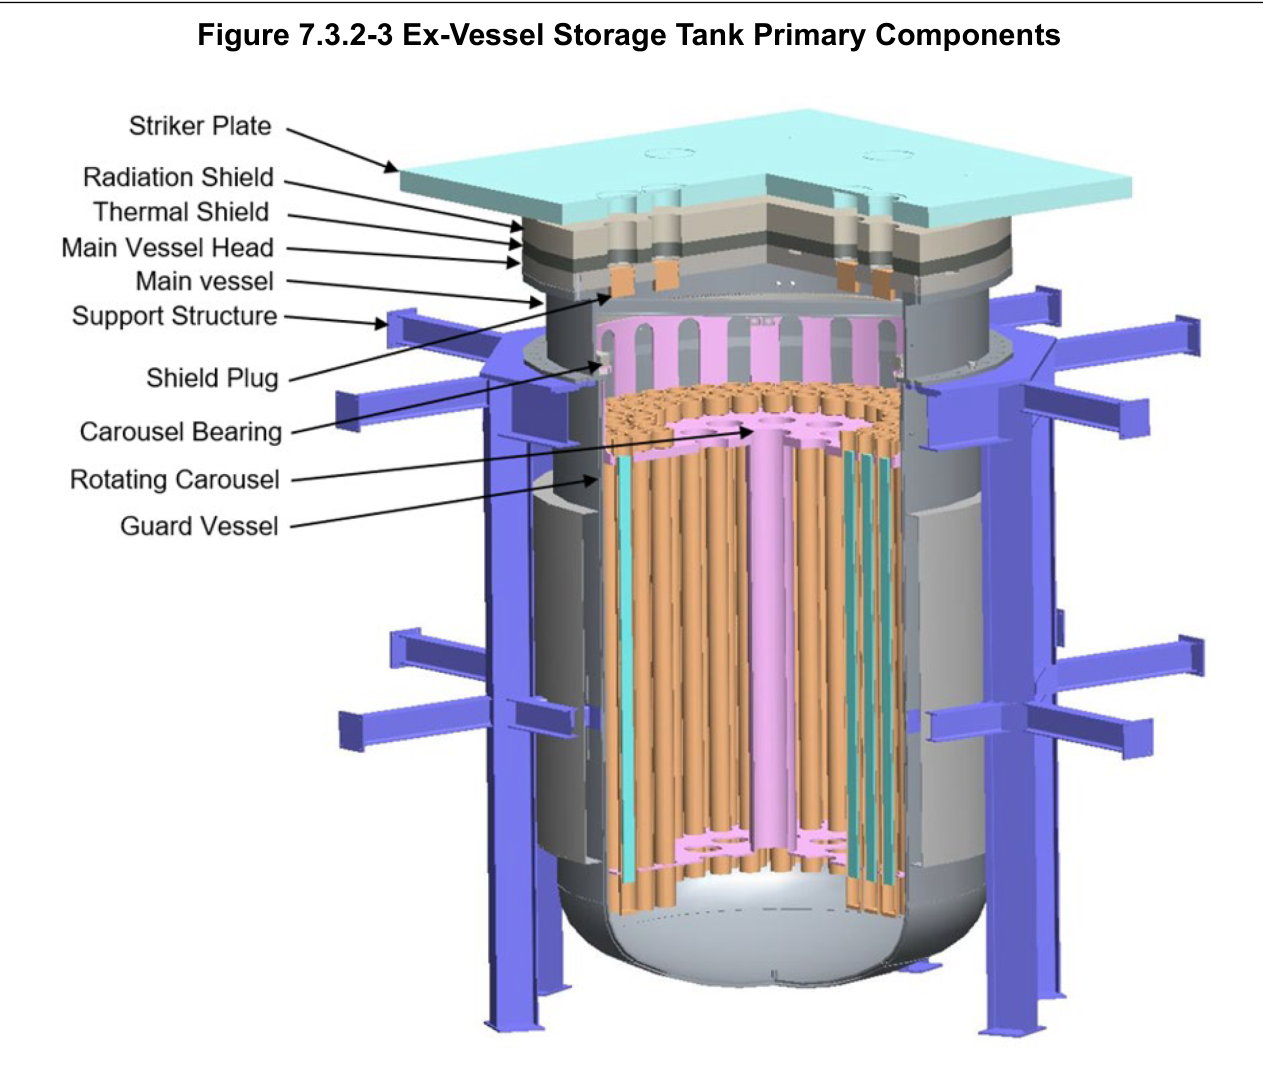 Figure 7.3.2-3 Ex-Vessel Storage Tank Primary Components
Striker Plate
Radiation Shield
Thermal Shield
Main Vessel Head
Main vessel
Support Structure
Shield Plug
Carousel Bearing
Rotating Carousel
Guard Vessel